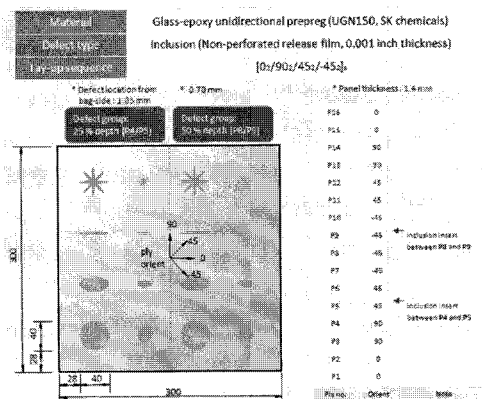 Material
Glass-epoxy unidirectional prepreg (UGN150, SK chemicals)
Defect type
Inclusion (Non-perforated release film, 0.001 inch thickness)
Lay-up sequence
[0₂/90₂/45₂/-45₂]ₛ
* Defect location from
bag-side : 1.05 mm
* 0.70 mm
* Panel thickness : 1.4 mm
Defect group:
25 % depth (P4/P5)
Defect group:
50 % depth (P8/P9)
P16 0
P15 0
P14 90
P13 90
P12 45
P11 45
P10 -45
P9 -45
Inclusion insert
between P8 and P9
P8 -45
P7 -45
P6 45
P5 45
Inclusion insert
between P4 and P5
P4 90
P3 90
P2 0
P1 0
Ply no. Orient Note
90
45
0
-45
ply
orient
300
40
28
28
40
300